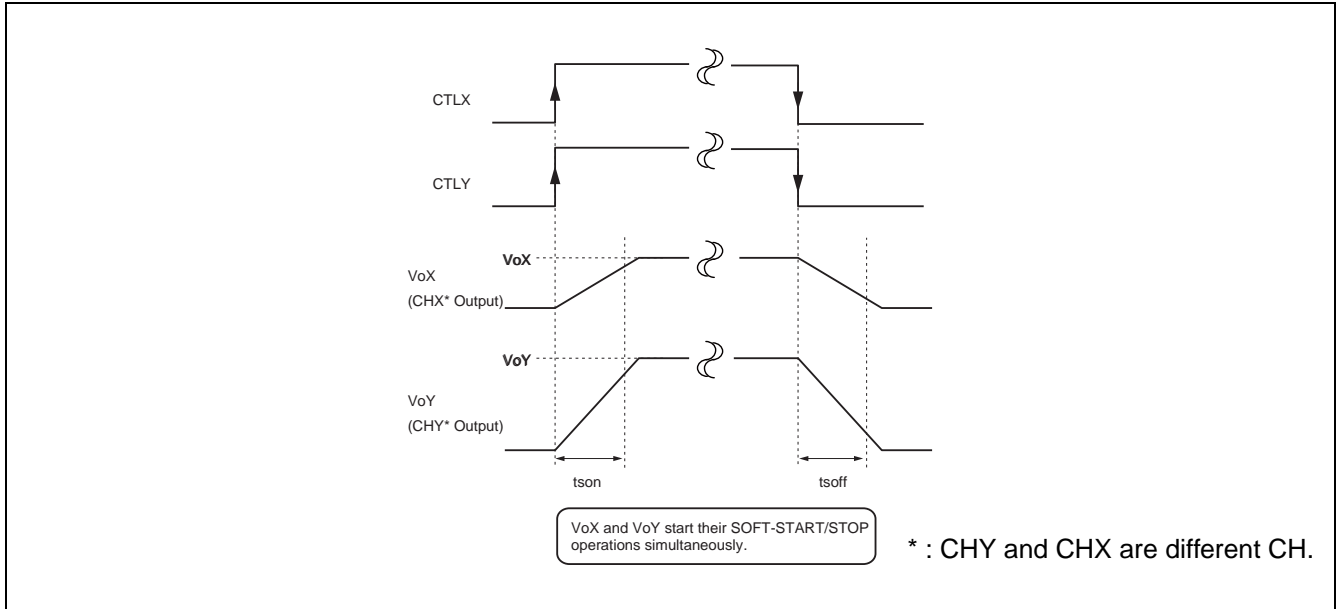 CTLX
CTLY
VoX
VoX
(CHX* Output)
VoY
VoY
(CHY* Output)
tson
tsoff
VoX and VoY start their SOFT-START/STOP
operations simultaneously.
* : CHY and CHX are different CH.